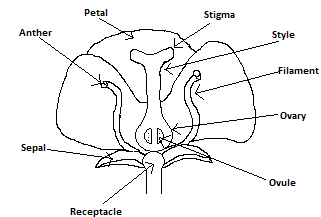 Petal
Stigma
Anther
Style
Filament
Ovary
Sepal
Ovule
Receptacle